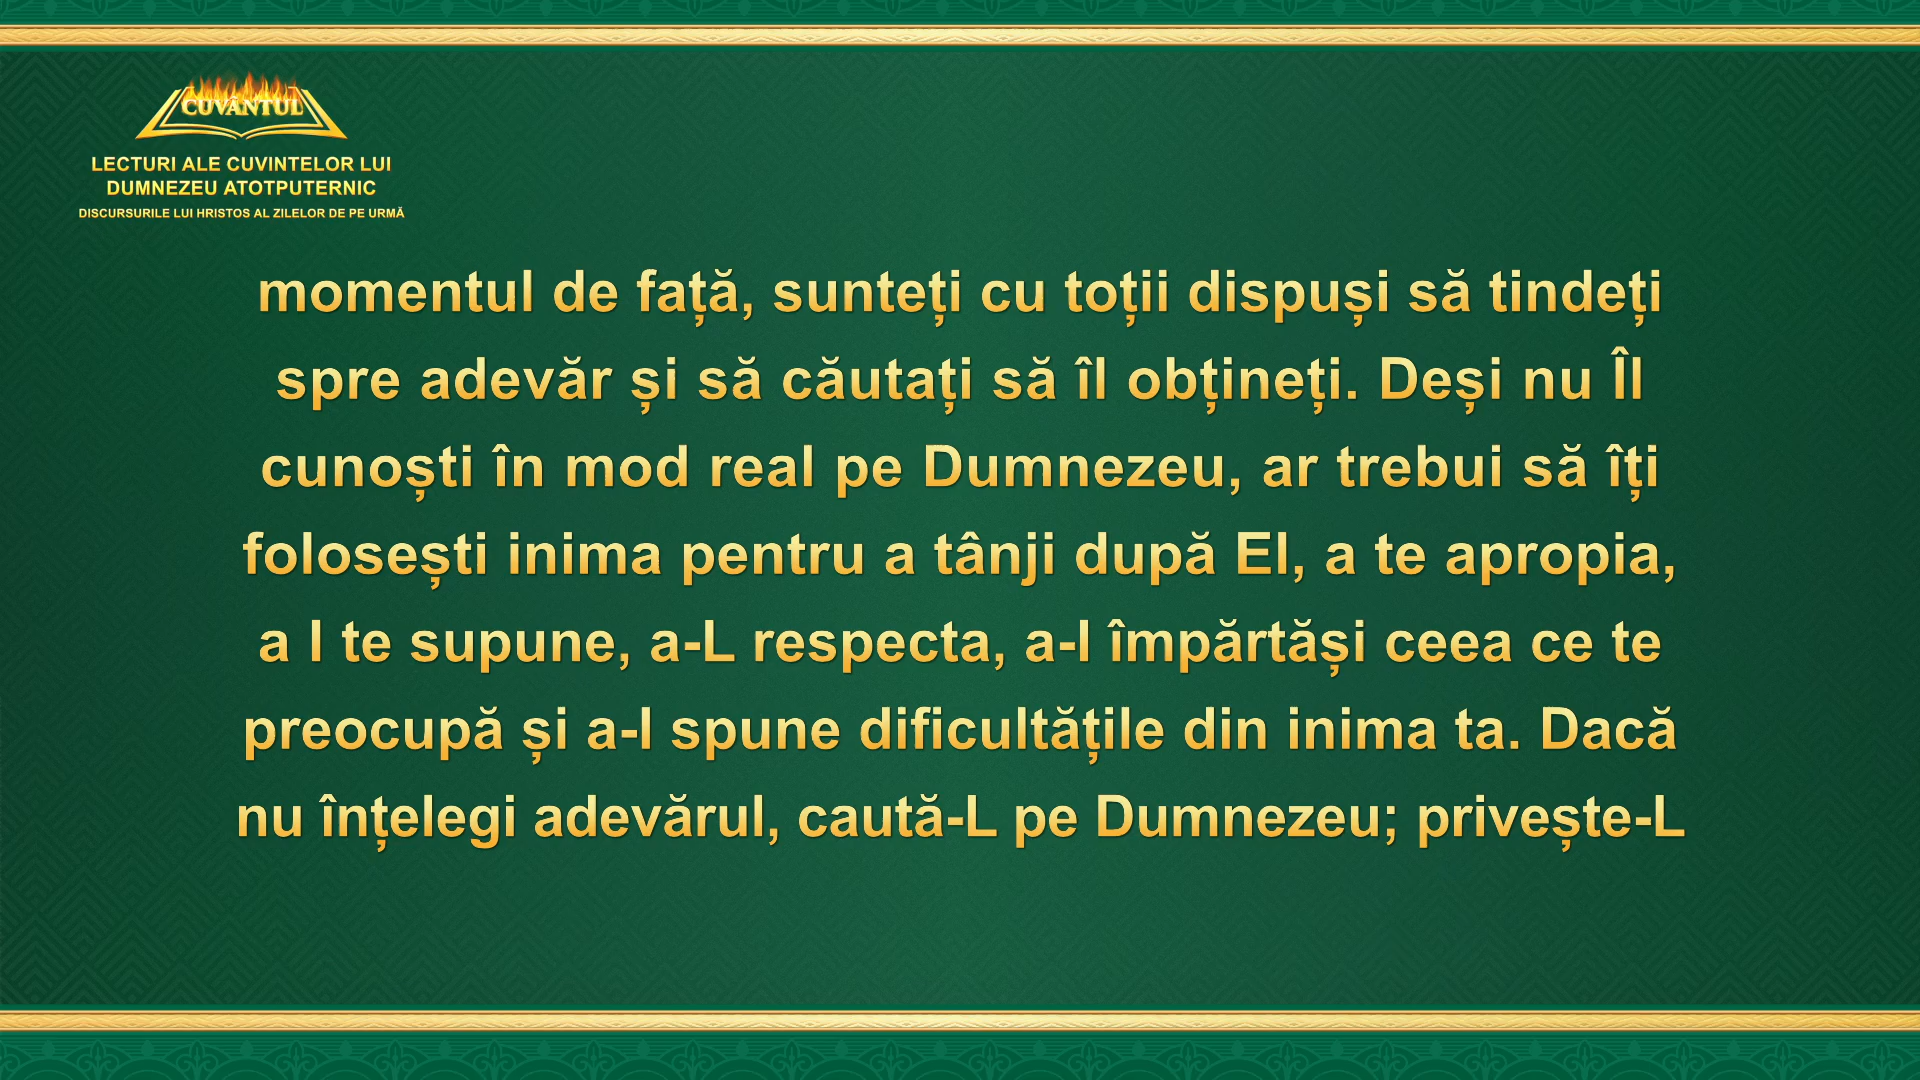 CUVÂNTUL
LECTURI ALE CUVINTELOR LUI
DUMNEZEU ATOTPUTERNIC
DISCURSURILE LUI HRISTOS AL ZILELOR DE PE URMĂ
momentul de față, sunteți cu toții dispuși să tindeți
spre adevăr și să căutați să îl obțineți. Deși nu Îl
cunoști în mod real pe Dumnezeu, ar trebui să îți
folosești inima pentru a tânji după El, a te apropia,
a I te supune, a-L respecta, a-I împărtăși ceea ce te
preocupă și a-I spune dificultățile din inima ta. Dacă
nu înțelegi adevărul, caută-L pe Dumnezeu; privește-L